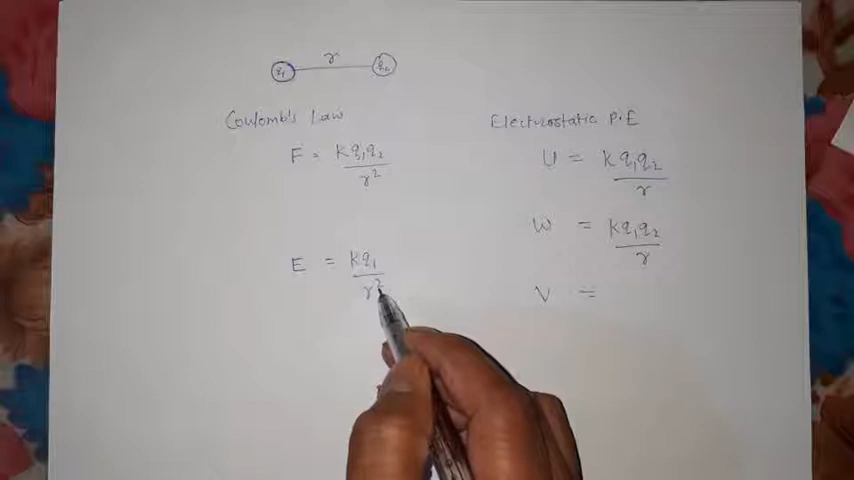 r
q₁ q₂
Coulomb's Law
F = kq₁q₂
r²
E = kq₁
r²
Electrostatic P.E
U = kq₁q₂
r
W = kq₁q₂
r
V =